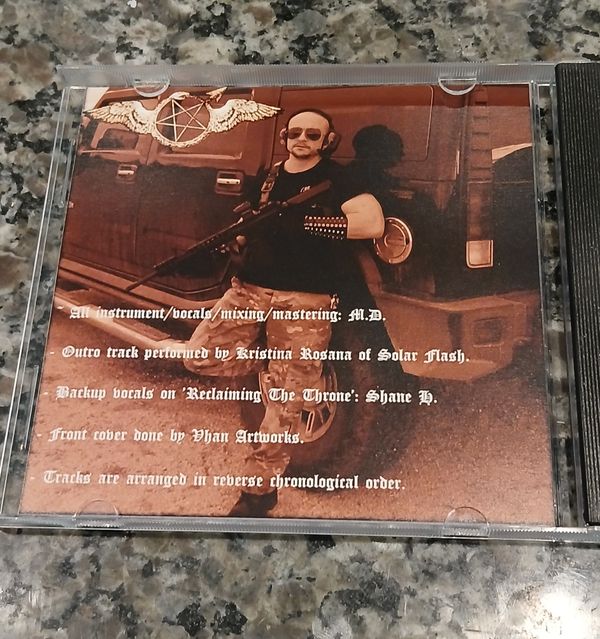 - All instrument/vocals/mixing/mastering: M.D.
- Outro track performed by Kristina Rosana of Solar Flash.
- Backup vocals on 'Reclaiming The Throne': Shane H.
- Front cover done by Vhan Artworks.
- Tracks are arranged in reverse chronological order.